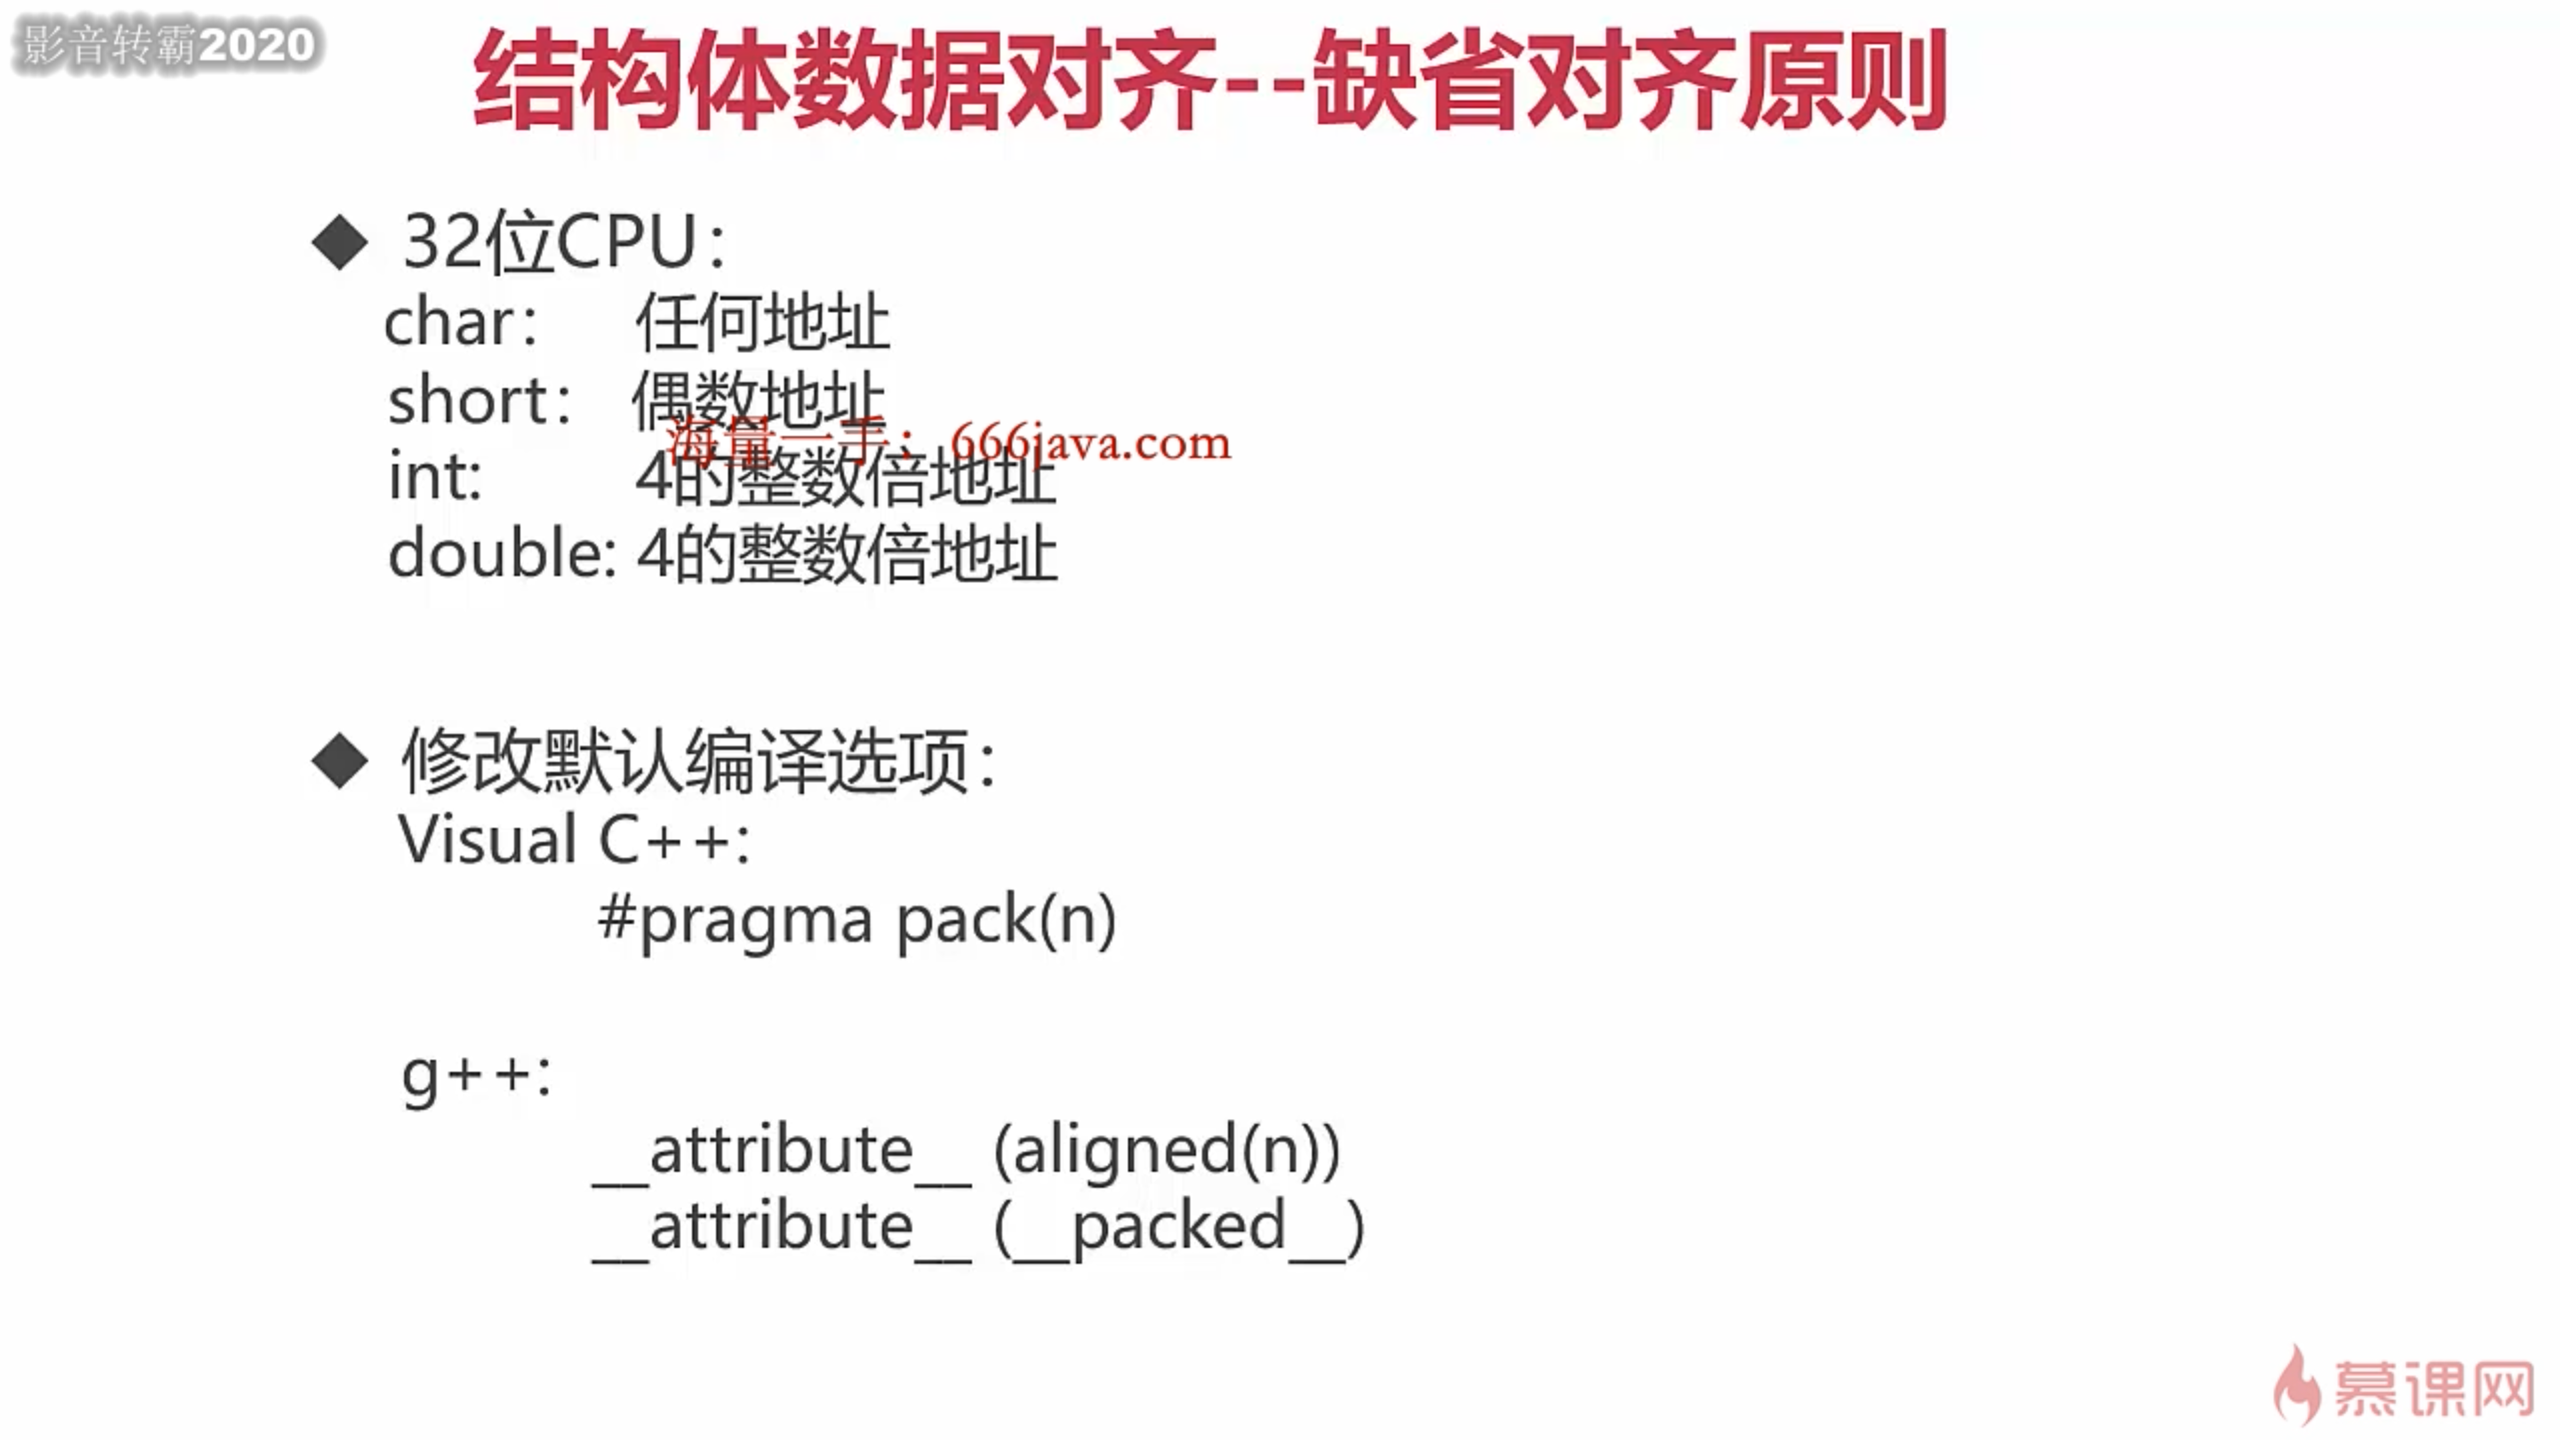 影音转霸2020
结构体数据对齐--缺省对齐原则
◆ 32位CPU：
char： 任何地址
short： 偶数地址
海量一手：666java.com
int: 4的整数倍地址
double: 4的整数倍地址
◆ 修改默认编译选项：
Visual C++:
#pragma pack(n)
g++:
__attribute__ (aligned(n))
__attribute__ (__packed__)
慕课网